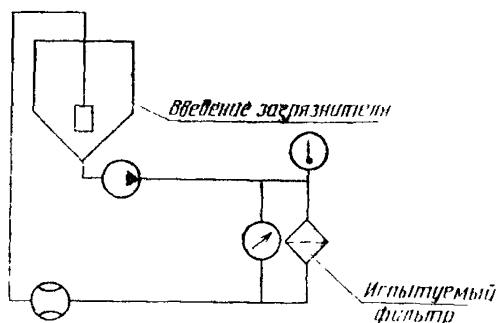 Введение загрязнителя
Испытуемый
фильтр